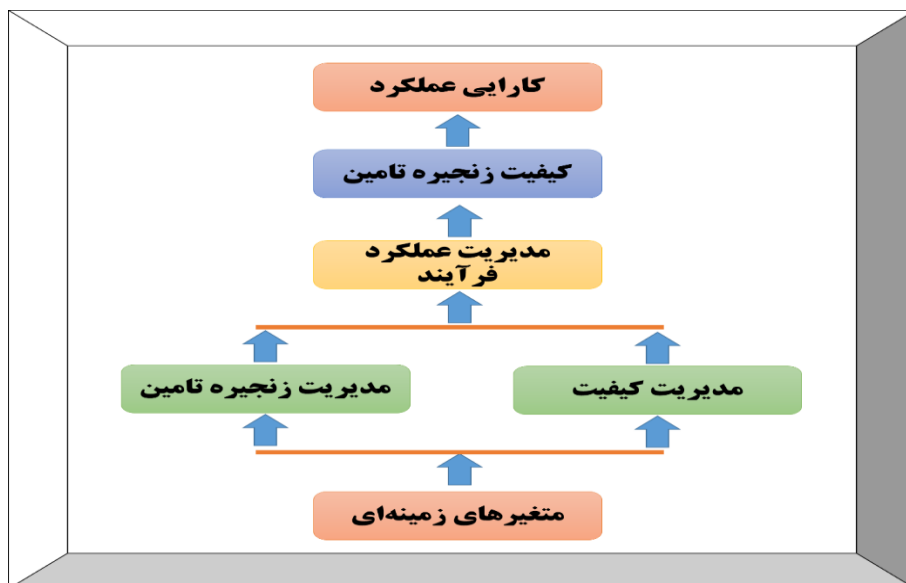 کارایی عملکرد
کیفیت زنجیره تامین
مدیریت عملکرد
فرآیند
مدیریت کیفیت
مدیریت زنجیره تامین
متغیرهای زمینه‌ای